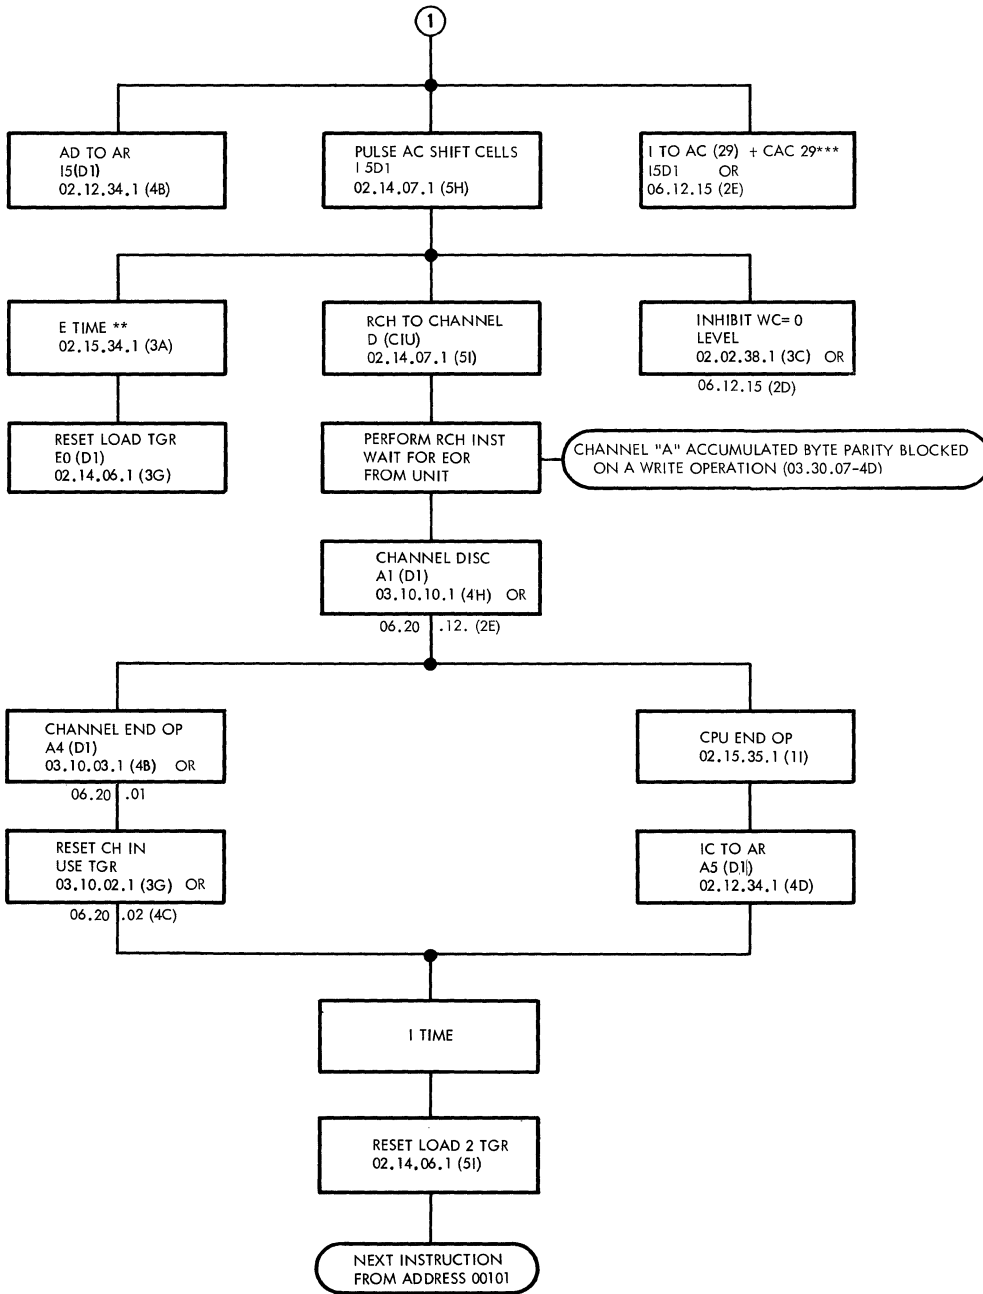 1
AD TO AR
I5(D1)
02.12.34.1 (4B)
PULSE AC SHIFT CELLS
I 5D1
02.14.07.1 (5H)
I TO AC (29) + CAC 29***
I5D1 OR
06.12.15 (2E)
E TIME **
02.15.34.1 (3A)
RCH TO CHANNEL
D (CIU)
02.14.07.1 (5I)
INHIBIT WC= 0
LEVEL
02.02.38.1 (3C) OR
06.12.15 (2D)
RESET LOAD TGR
E0 (D1)
02.14.06.1 (3G)
PERFORM RCH INST
WAIT FOR EOR
FROM UNIT
CHANNEL "A" ACCUMULATED BYTE PARITY BLOCKED
ON A WRITE OPERATION (03.30.07-4D)
CHANNEL DISC
A1 (D1)
03.10.10.1 (4H) OR
06.20 .12. (2E)
CHANNEL END OP
A4 (D1)
03.10.03.1 (4B) OR
06.20 .01
CPU END OP
02.15.35.1 (1I)
RESET CH IN
USE TGR
03.10.02.1 (3G) OR
06.20 .02 (4C)
IC TO AR
A5 (D1)
02.12.34.1 (4D)
I TIME
RESET LOAD 2 TGR
02.14.06.1 (5I)
NEXT INSTRUCTION
FROM ADDRESS 00101